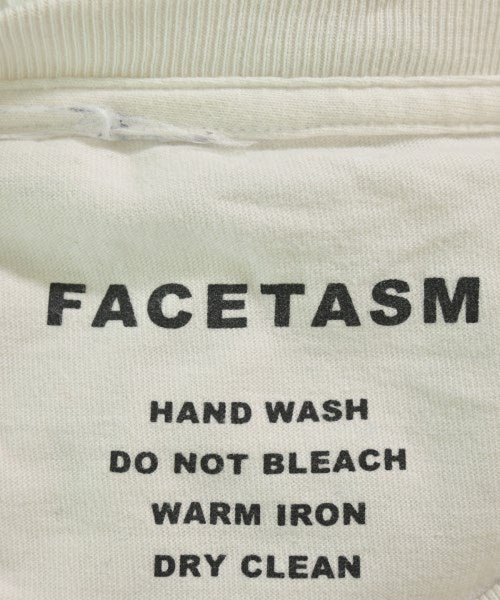 FACETASM
HAND WASH
DO NOT BLEACH
WARM IRON
DRY CLEAN